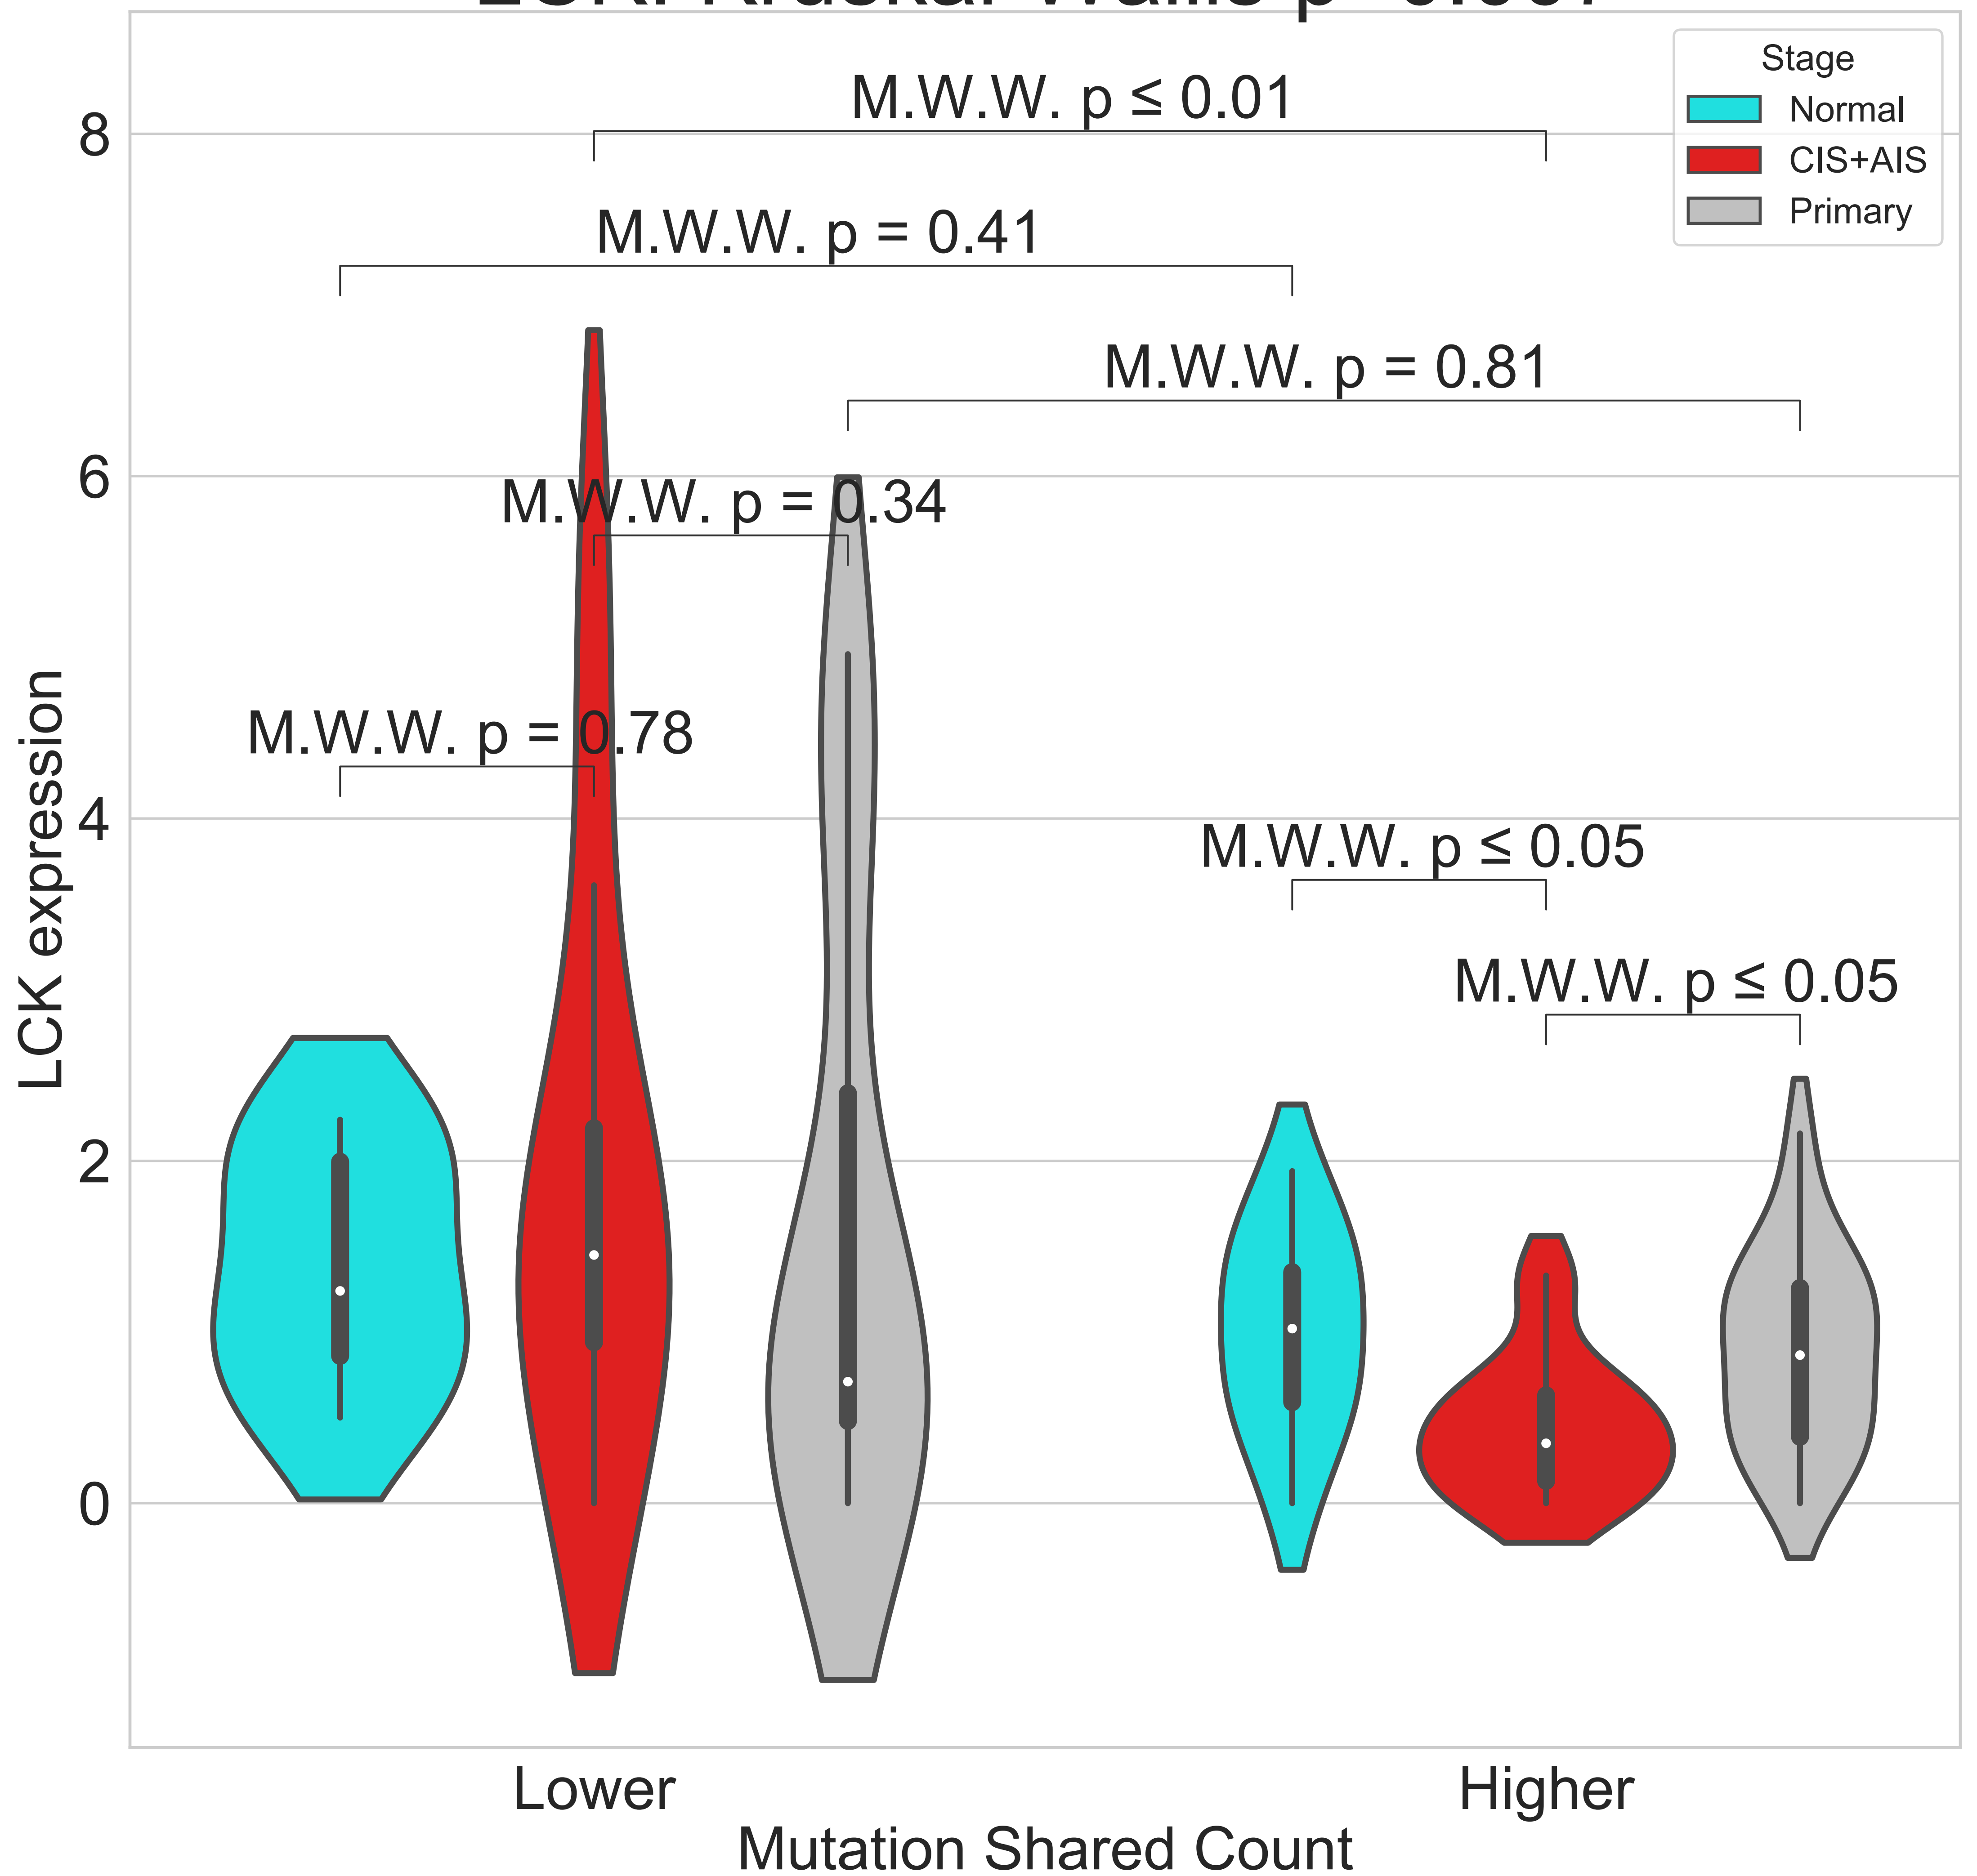 Stage
Normal
CIS+AIS
Primary
M.W.W. p ≤ 0.01
M.W.W. p = 0.41
M.W.W. p = 0.81
M.W.W. p = 0.34
M.W.W. p = 0.78
M.W.W. p ≤ 0.05
M.W.W. p ≤ 0.05
8
6
4
2
0
LCK expression
Lower
Higher
Mutation Shared Count